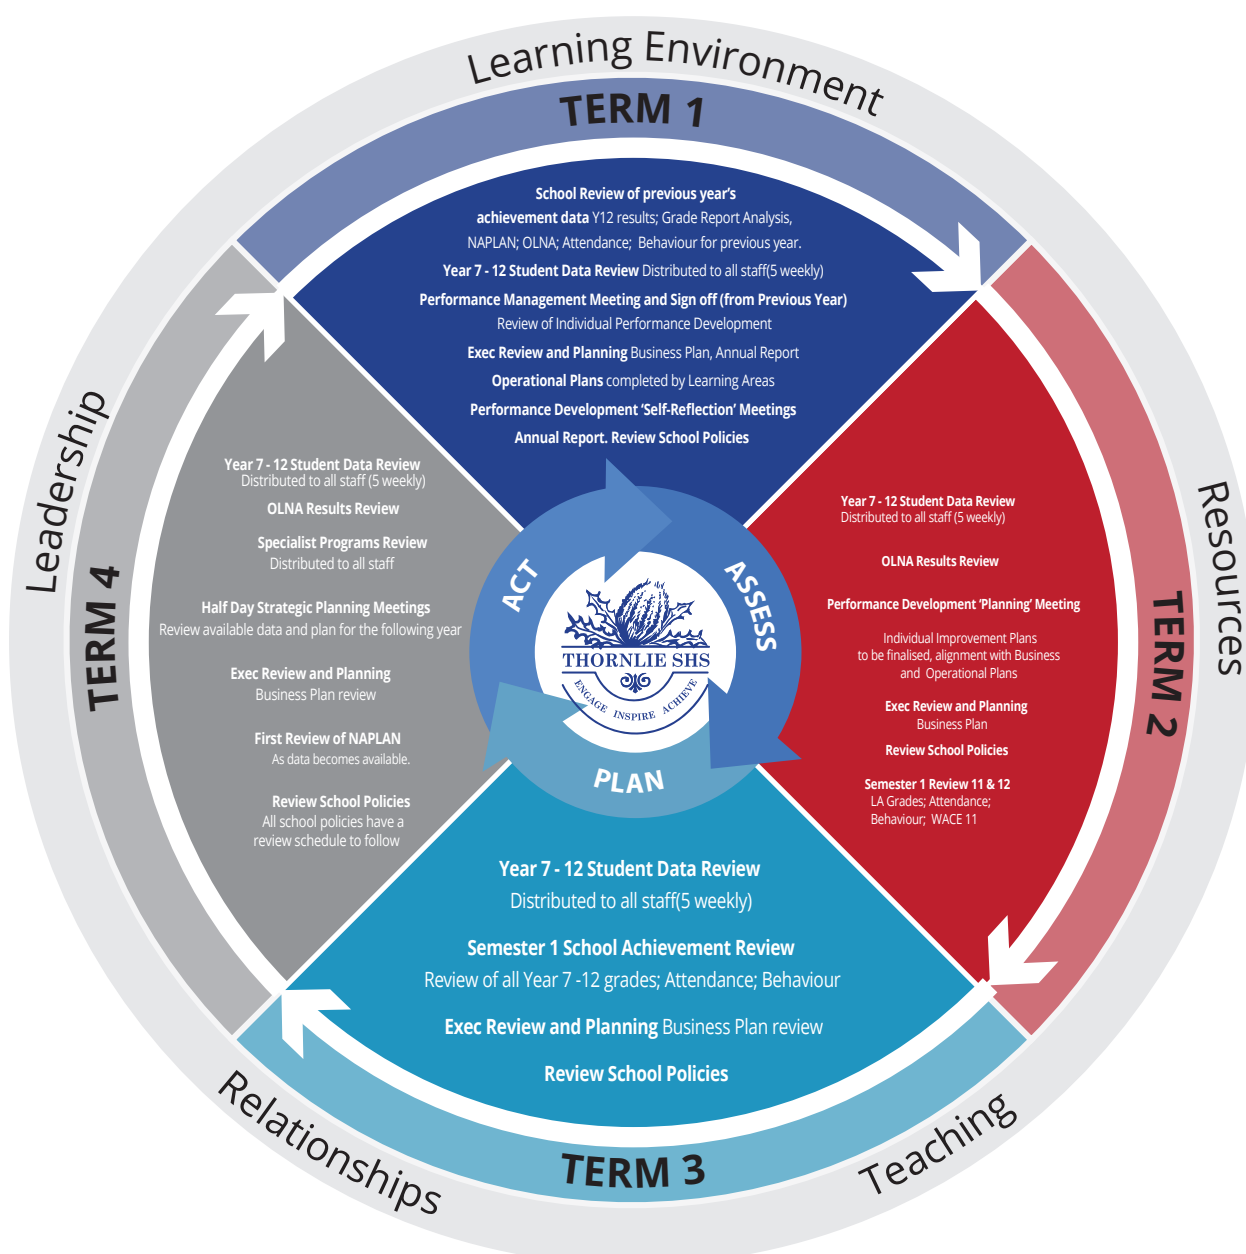 Learning Environment
TERM 1
School Review of previous year's
achievement data Y12 results; Grade Report Analysis,
NAPLAN; OLNA; Attendance; Behaviour for previous year.
Year 7 - 12 Student Data Review Distributed to all staff(5 weekly)
Performance Management Meeting and Sign off (from Previous Year)
Review of Individual Performance Development
Exec Review and Planning Business Plan, Annual Report
Operational Plans completed by Learning Areas
Performance Development ‘Self-Reflection’ Meetings
Annual Report. Review School Policies
Resources
TERM 2
Year 7 - 12 Student Data Review
Distributed to all staff (5 weekly)
OLNA Results Review
Performance Development ‘Planning’ Meeting
Individual Improvement Plans
to be finalised, alignment with Business
and Operational Plans
Exec Review and Planning
Business Plan
Review School Policies
Semester 1 Review 11 & 12
LA Grades; Attendance;
Behaviour; WACE 11
Teaching
TERM 3
Year 7 - 12 Student Data Review
Distributed to all staff(5 weekly)
Semester 1 School Achievement Review
Review of all Year 7 -12 grades; Attendance; Behaviour
Exec Review and Planning Business Plan review
Review School Policies
Relationships
Leadership
TERM 4
Year 7 - 12 Student Data Review
Distributed to all staff (5 weekly)
OLNA Results Review
Specialist Programs Review
Distributed to all staff
Half Day Strategic Planning Meetings
Review available data and plan for the following year
Exec Review and Planning
Business Plan review
First Review of NAPLAN
As data becomes available.
Review School Policies
All school policies have a
review schedule to follow
ACT
ASSESS
PLAN
THORNLIE SHS
ENGAGE INSPIRE ACHIEVE